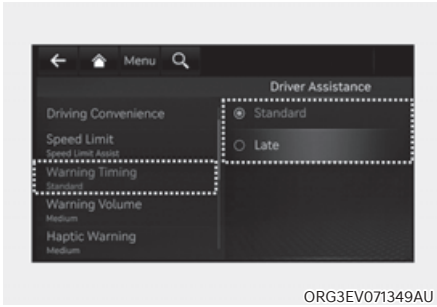 Menu
Driver Assistance
Driving Convenience
Speed Limit
Speed Limit Assist
Warning Timing
Standard
Warning Volume
Medium
Haptic Warning
Medium
Standard
Late
ORG3EV071349AU